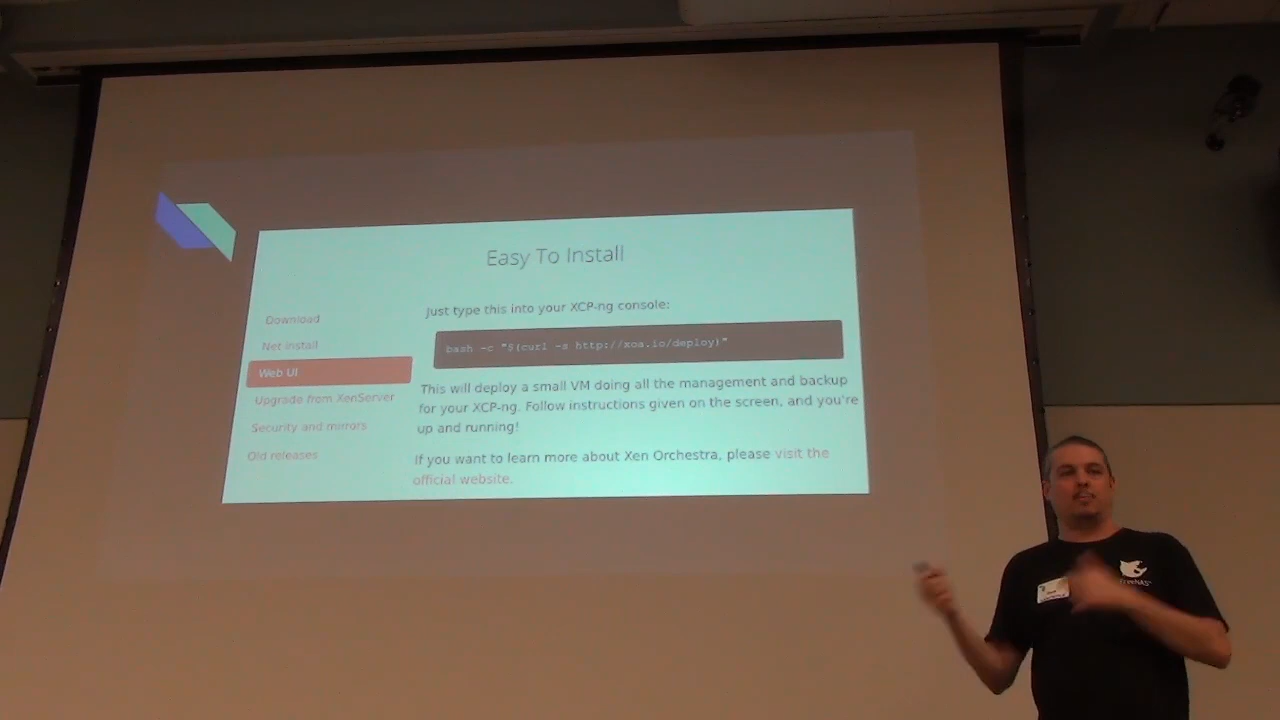 Easy To Install
Download
Net install
Web UI
Upgrade from XenServer
Security and mirrors
Old releases
Just type this into your XCP-ng console:
bash -c "$(curl -s http://xoa.io/deploy)"
This will deploy a small VM doing all the management and backup
for your XCP-ng. Follow instructions given on the screen, and you're
up and running!
If you want to learn more about Xen Orchestra, please visit the
official website.
FreeNAS